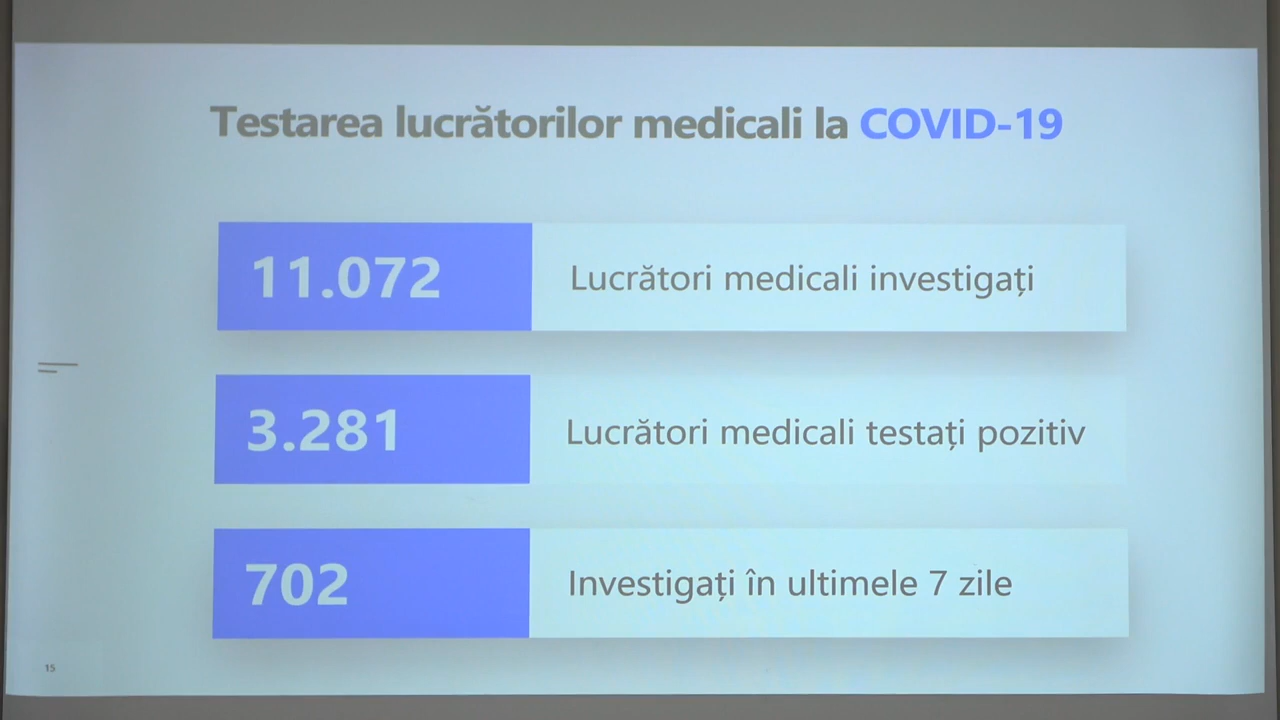 Testarea lucrătorilor medicali la COVID-19
11.072 Lucrători medicali investigați
3.281 Lucrători medicali testați pozitiv
702 Investigați în ultimele 7 zile
15